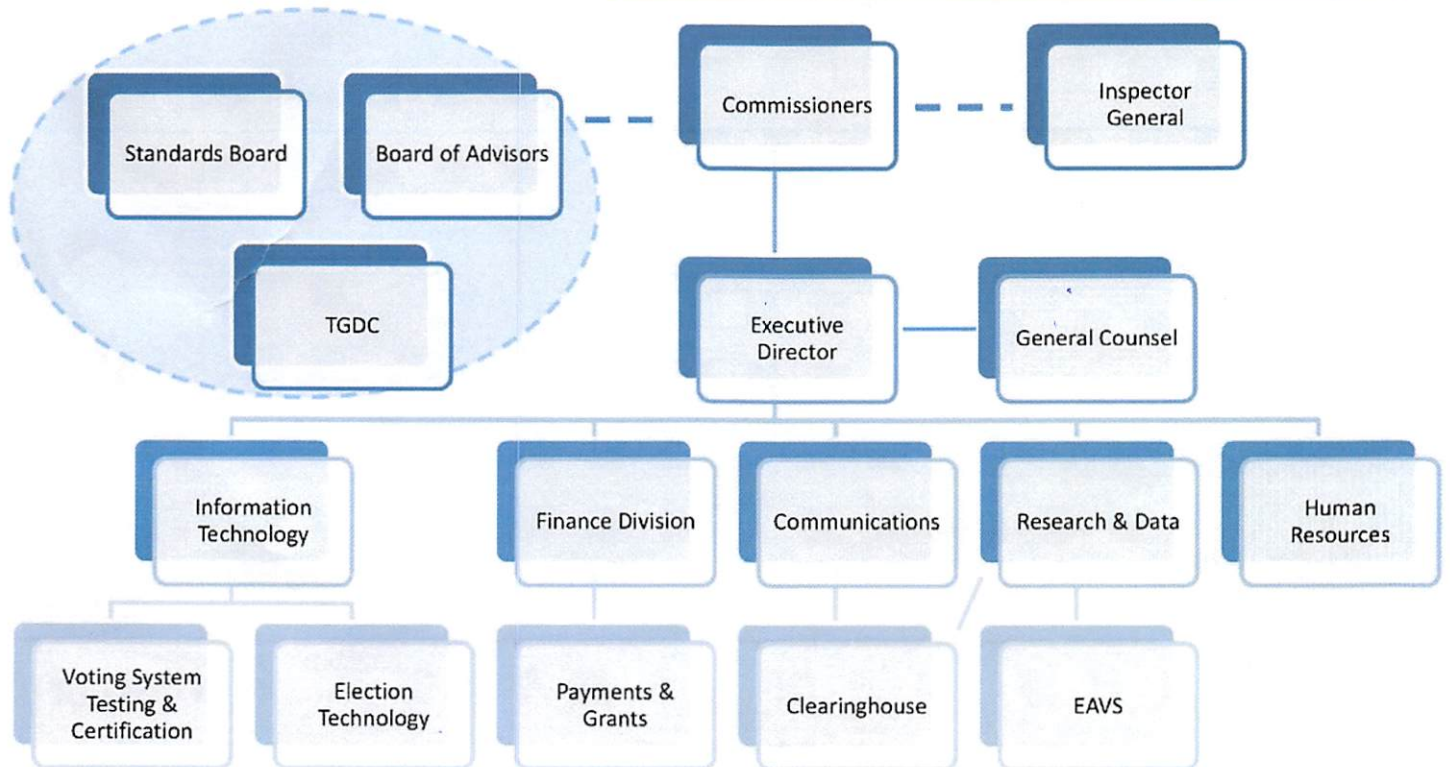 Commissioners
Inspector
General
Standards Board
Board of Advisors
TGDC
Executive
Director
General Counsel
Information
Technology
Finance Division
Communications
Research & Data
Human
Resources
Voting System
Testing &
Certification
Election
Technology
Payments &
Grants
Clearinghouse
EAVS